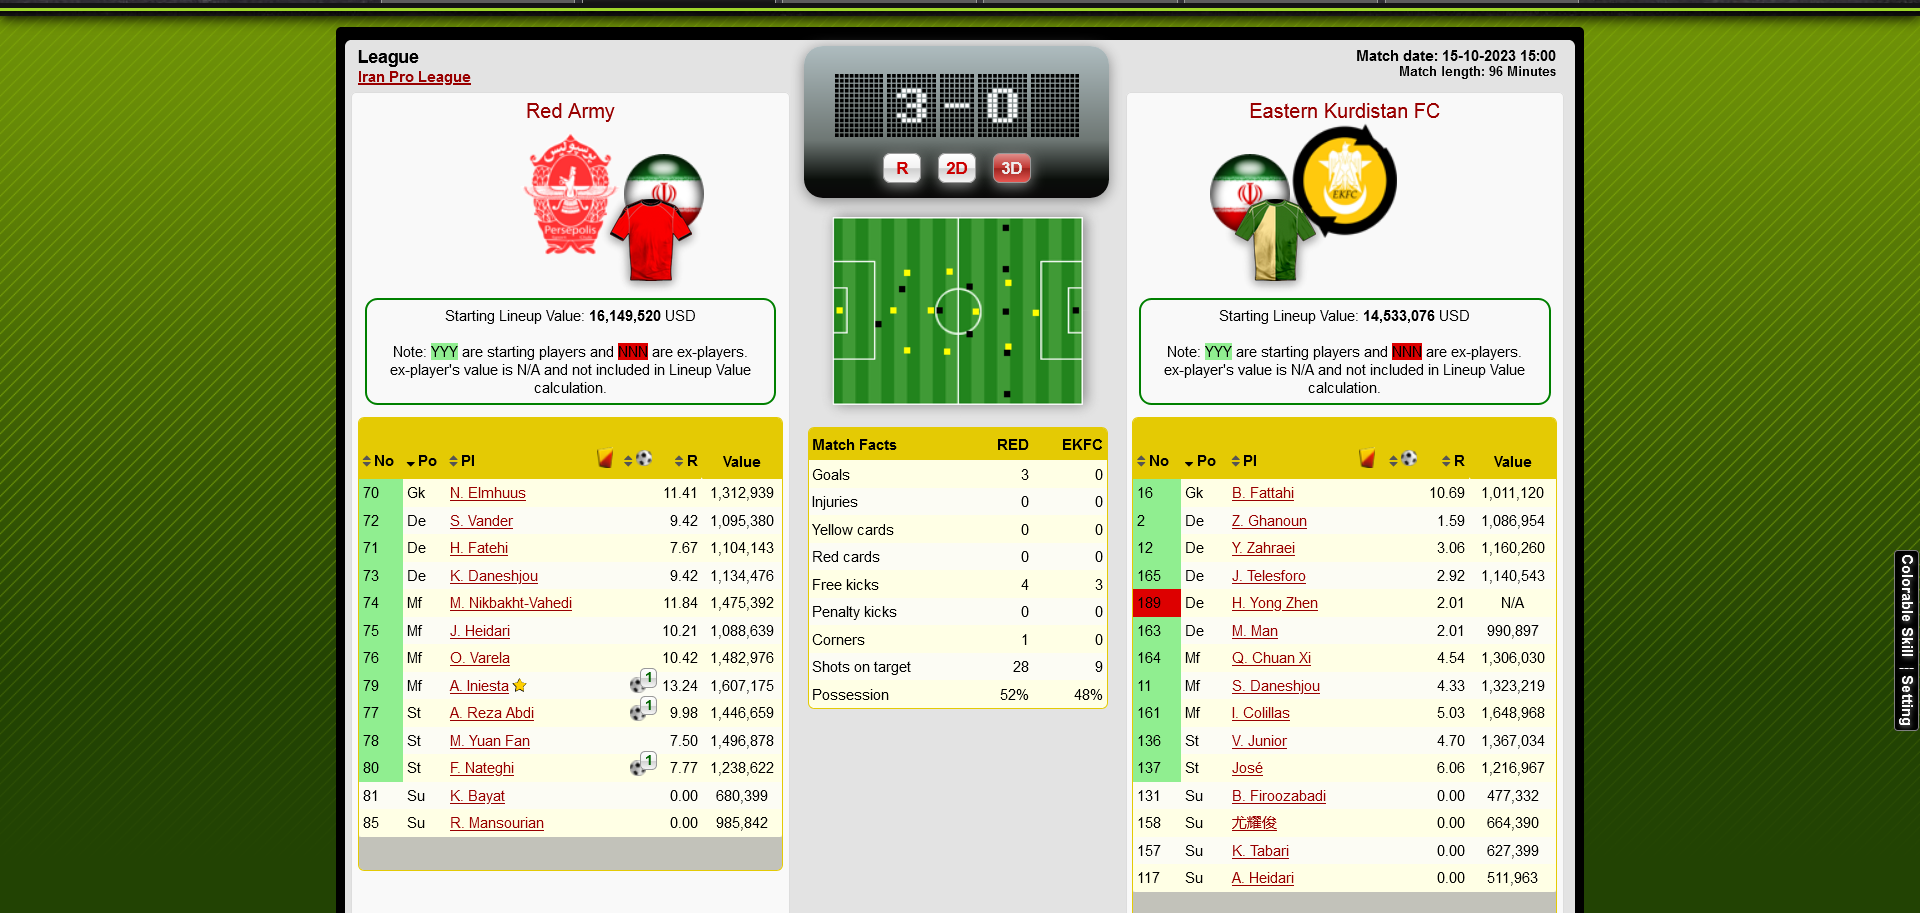 League
Iran Pro League
Match date: 15-10-2023 15:00
Match length: 96 Minutes
3-0
R 2D 3D
Red Army
Persepolis
Starting Lineup Value: 16,149,520 USD
Note: YYY are starting players and NNN are ex-players.
ex-player's value is N/A and not included in Lineup Value
calculation.
No Po Pl R Value
70 Gk N. Elmhuus 11.41 1,312,939
72 De S. Vander 9.42 1,095,380
71 De H. Fatehi 7.67 1,104,143
73 De K. Daneshjou 9.42 1,134,476
74 Mf M. Nikbakht-Vahedi 11.84 1,475,392
75 Mf J. Heidari 10.21 1,088,639
76 Mf O. Varela 10.42 1,482,976
79 Mf A. Iniesta 1 13.24 1,607,175
77 St A. Reza Abdi 1 9.98 1,446,659
78 St M. Yuan Fan 7.50 1,496,878
80 St F. Nateghi 1 7.77 1,238,622
81 Su K. Bayat 0.00 680,399
85 Su R. Mansourian 0.00 985,842
Match Facts RED EKFC
Goals 3 0
Injuries 0 0
Yellow cards 0 0
Red cards 0 0
Free kicks 4 3
Penalty kicks 0 0
Corners 1 0
Shots on target 28 9
Possession 52% 48%
Eastern Kurdistan FC
EKFC
Starting Lineup Value: 14,533,076 USD
Note: YYY are starting players and NNN are ex-players.
ex-player's value is N/A and not included in Lineup Value
calculation.
No Po Pl R Value
16 Gk B. Fattahi 10.69 1,011,120
2 De Z. Ghanoun 1.59 1,086,954
12 De Y. Zahraei 3.06 1,160,260
165 De J. Telesforo 2.92 1,140,543
189 De H. Yong Zhen 2.01 N/A
163 De M. Man 2.01 990,897
164 Mf Q. Chuan Xi 4.54 1,306,030
11 Mf S. Daneshjou 4.33 1,323,219
161 Mf I. Colillas 5.03 1,648,968
136 St V. Junior 4.70 1,367,034
137 St José 6.06 1,216,967
131 Su B. Firoozabadi 0.00 477,332
158 Su 尤耀俊 0.00 664,390
157 Su K. Tabari 0.00 627,399
117 Su A. Heidari 0.00 511,963
Colorable Skill --- Setting